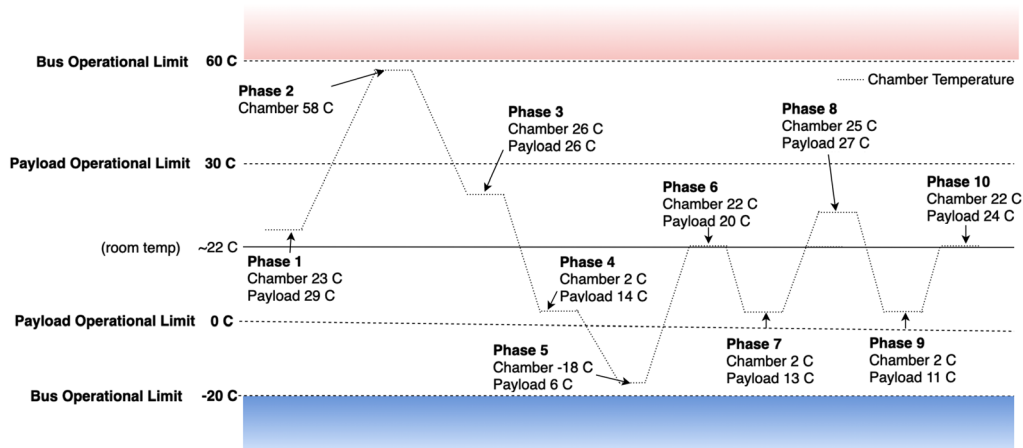 Bus Operational Limit 60 C
Chamber Temperature
Phase 2
Chamber 58 C
Phase 3
Chamber 26 C
Payload 26 C
Phase 8
Chamber 25 C
Payload 27 C
Payload Operational Limit 30 C
Phase 6
Chamber 22 C
Payload 20 C
Phase 10
Chamber 22 C
Payload 24 C
(room temp) ~22 C
Phase 1
Chamber 23 C
Payload 29 C
Phase 4
Chamber 2 C
Payload 14 C
Payload Operational Limit 0 C
Phase 5
Chamber -18 C
Payload 6 C
Phase 7
Chamber 2 C
Payload 13 C
Phase 9
Chamber 2 C
Payload 11 C
Bus Operational Limit -20 C